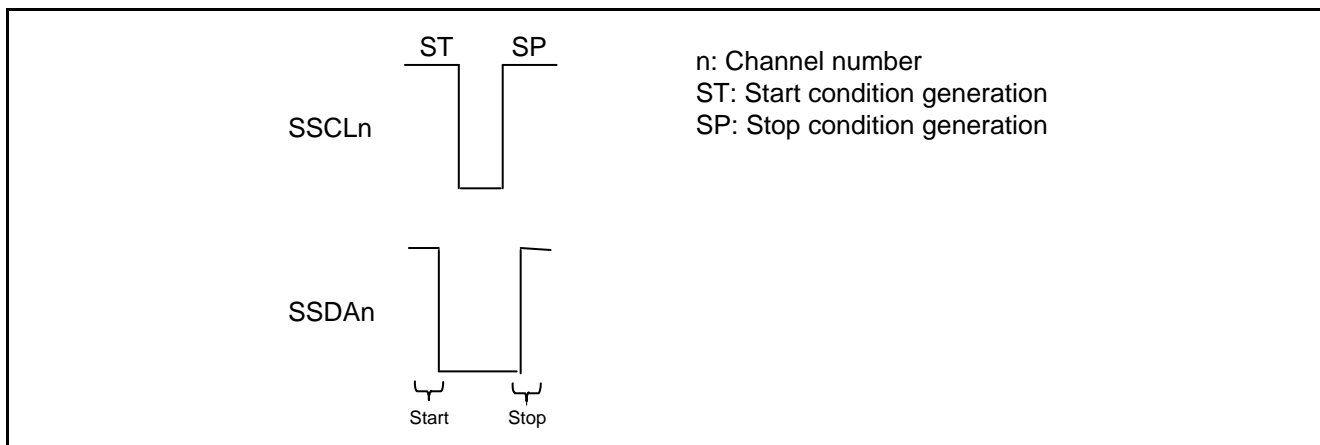 ST SP
n: Channel number
ST: Start condition generation
SP: Stop condition generation
SSCLn
SSDAn
Start Stop